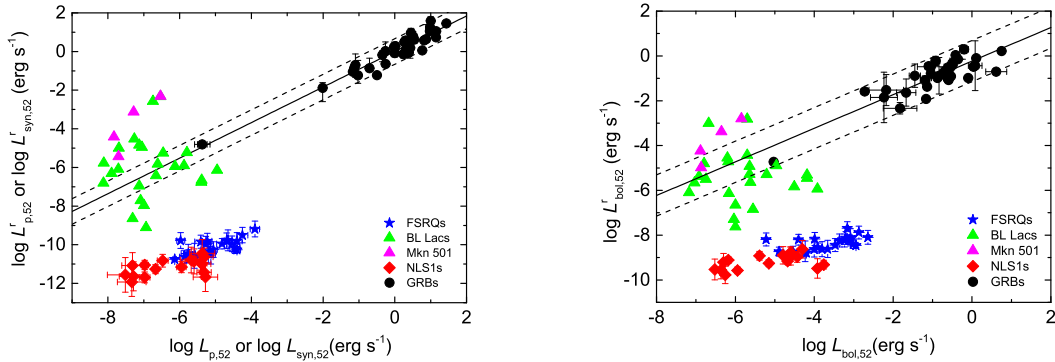 log L^r_p,52 or log L^r_syn,52 (erg s⁻¹)
4
2
0
-2
-4
-6
-8
-10
-12
FSRQs
BL Lacs
Mkn 501
NLS1s
GRBs
-8 -6 -4 -2 0 2
log L_p,52 or log L_syn,52(erg s⁻¹)
log L^r_bol,52 (erg s⁻¹)
2
0
-2
-4
-6
-8
-10
FSRQs
BL Lacs
Mkn 501
NLS1s
GRBs
-8 -6 -4 -2 0 2
log L_bol,52(erg s⁻¹)